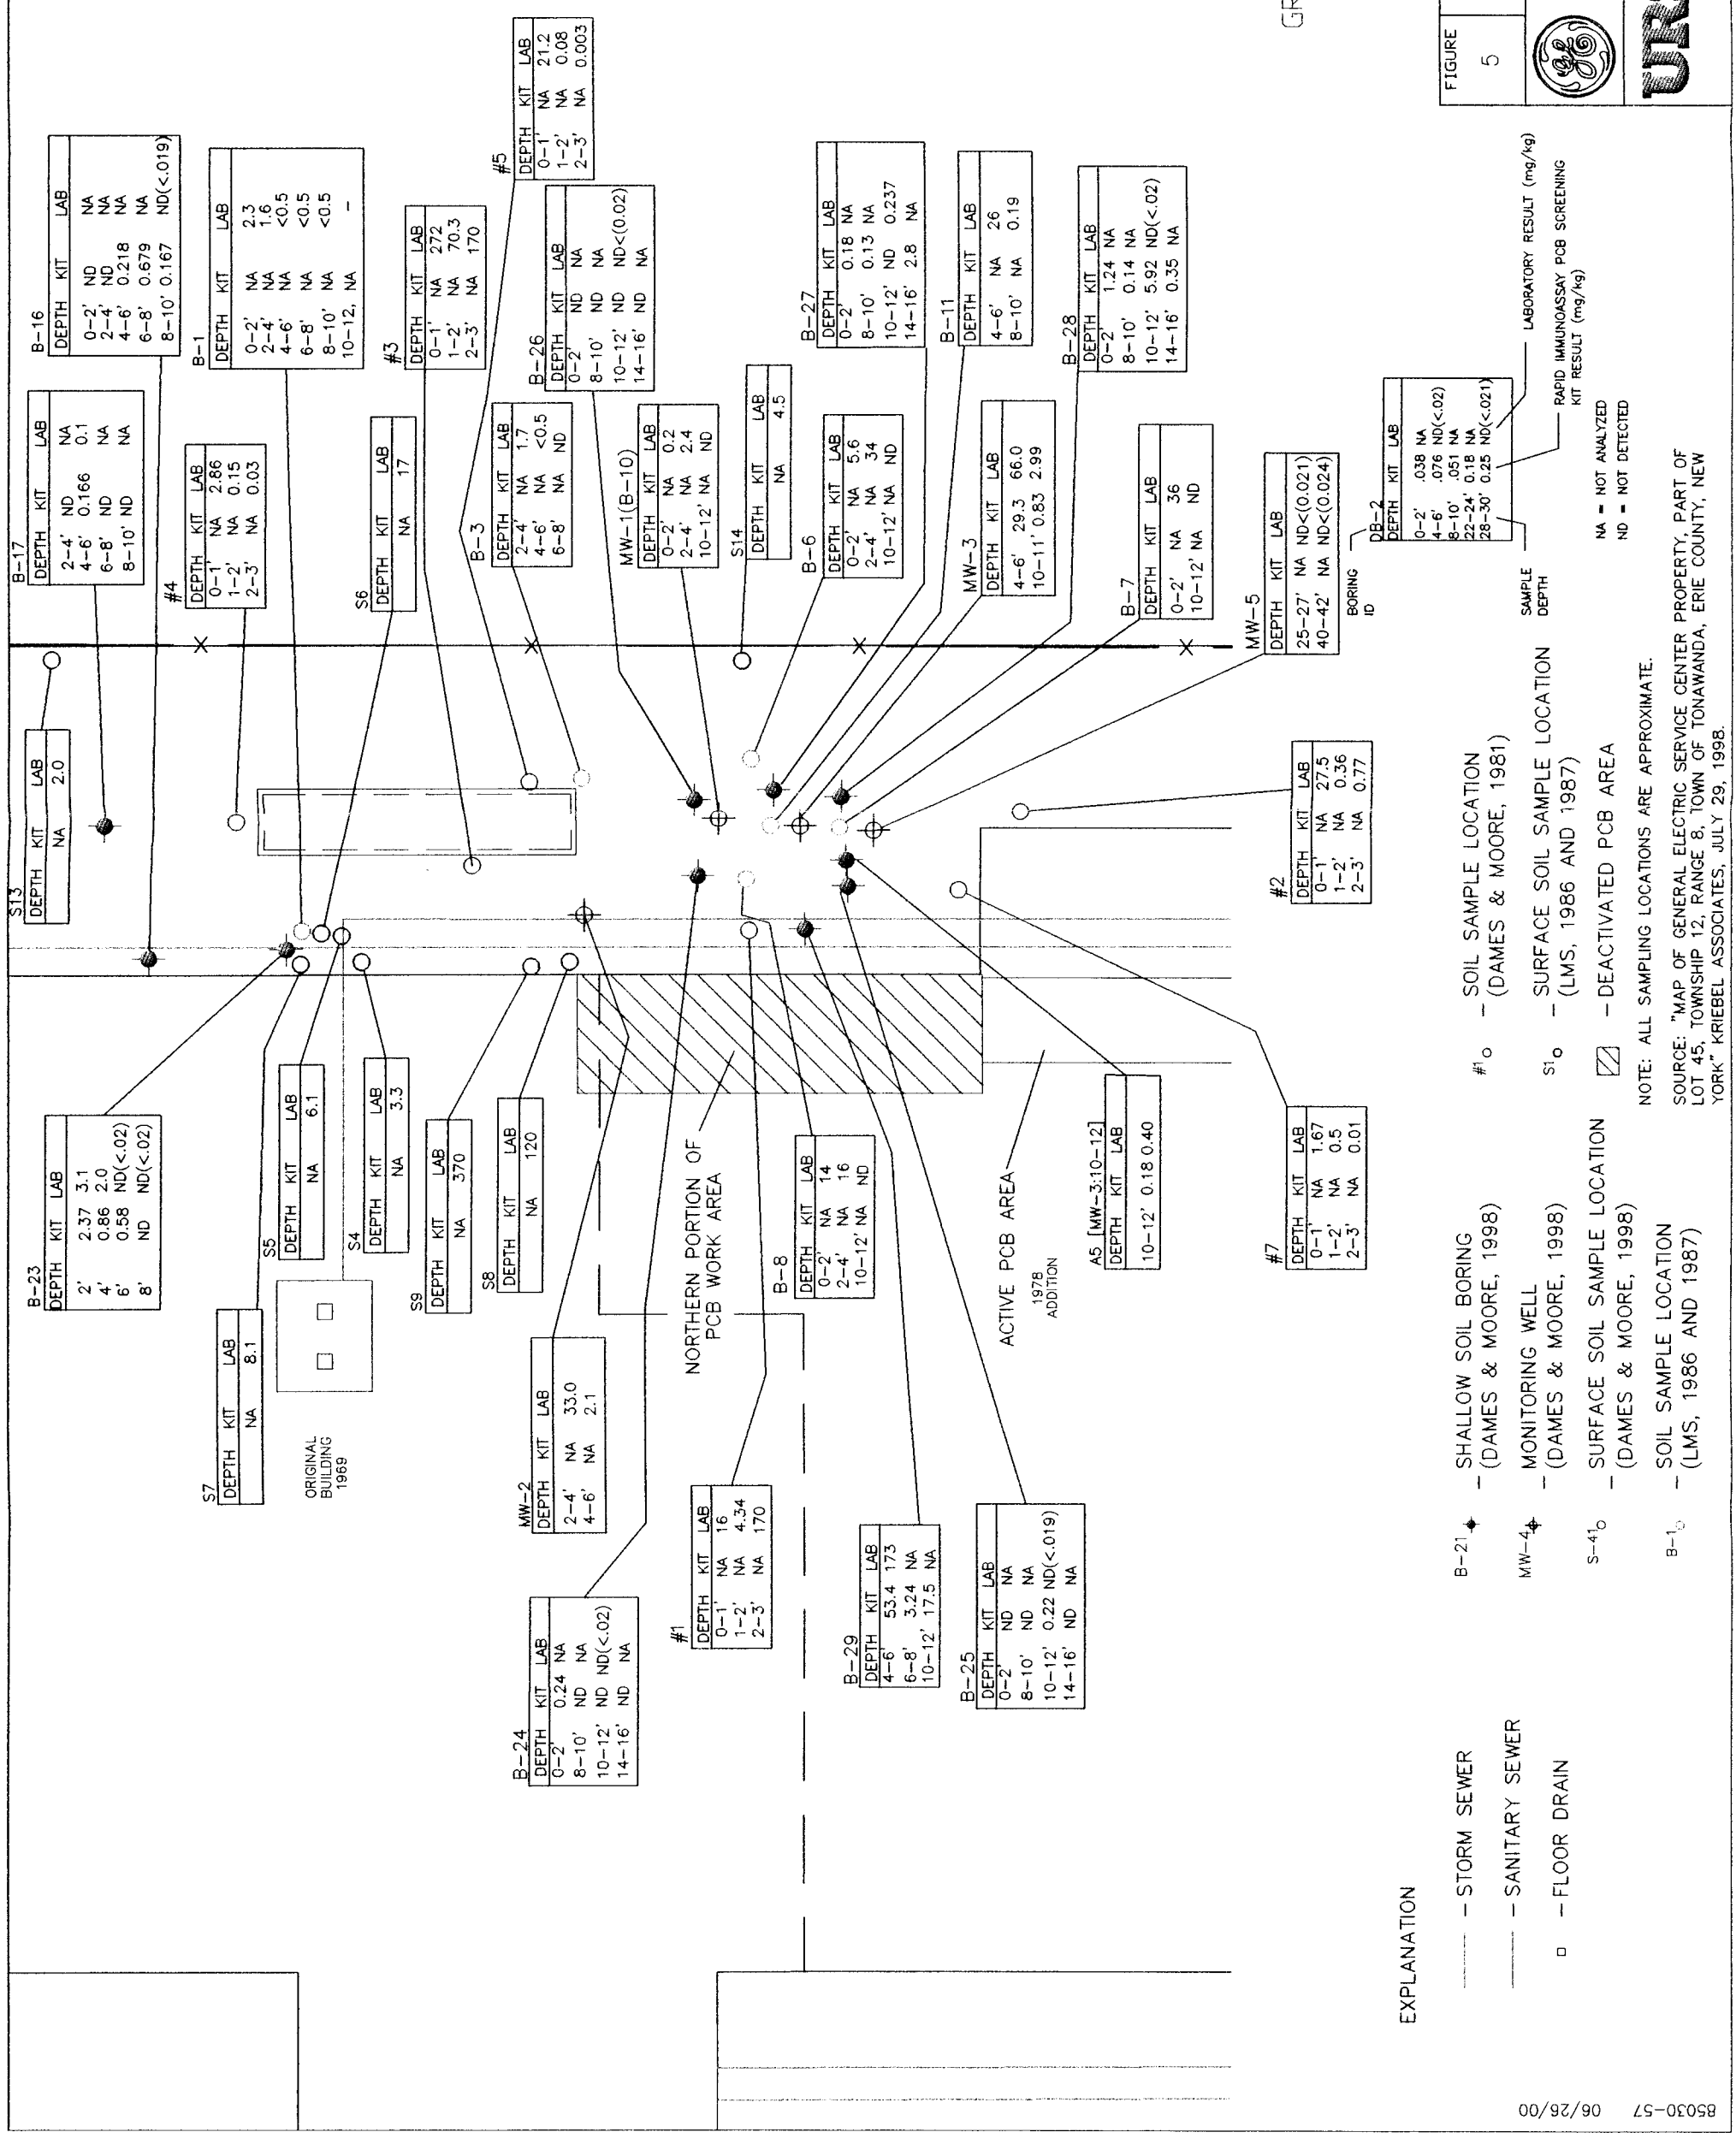 S13
DEPTH KIT LAB
NA 2.0
B-17
DEPTH KIT LAB
2-4' ND NA
4-6' 0.166 0.1
6-8' ND NA
8-10' ND NA
B-16
DEPTH KIT LAB
0-2' ND NA
2-4' ND NA
4-6' 0.218 NA
6-8' 0.679 NA
8-10' 0.167 ND(<.019)
#4
DEPTH KIT LAB
0-1' NA 2.86
1-2' NA 0.15
2-3' NA 0.03
B-1
DEPTH KIT LAB
0-2' NA 2.3
2-4' NA 1.6
4-6' NA <0.5
6-8' NA <0.5
8-10' NA <0.5
10-12, NA -
S6
DEPTH KIT LAB
NA 17
#3
DEPTH KIT LAB
0-1' NA 272
1-2' NA 70.3
2-3' NA 170
#5
DEPTH KIT LAB
0-1' NA 21.2
1-2' NA 0.08
2-3' NA 0.003
B-3
DEPTH KIT LAB
2-4' NA 1.7
4-6' NA <0.5
6-8' NA ND
B-26
DEPTH KIT LAB
0-2' ND NA
8-10' ND NA
10-12' ND ND<(0.02)
14-16' ND NA
MW-1(B-10)
DEPTH KIT LAB
0-2' NA 0.2
2-4' NA 2.4
10-12' NA ND
S14
DEPTH KIT LAB
NA 4.5
B-6
DEPTH KIT LAB
0-2' NA 5.6
2-4' NA 34
10-12' NA ND
B-27
DEPTH KIT LAB
0-2' 0.18 NA
8-10' 0.13 NA
10-12' ND 0.237
14-16' 2.8 NA
B-11
DEPTH KIT LAB
4-6' NA 26
8-10' NA 0.19
MW-3
DEPTH KIT LAB
4-6' 29.3 66.0
10-11' 0.83 2.99
B-28
DEPTH KIT LAB
0-2' 1.24 NA
8-10' 0.14 NA
10-12' 5.92 ND(<.02)
14-16' 0.35 NA
B-7
DEPTH KIT LAB
0-2' NA 36
10-12' NA ND
MW-5
DEPTH KIT LAB
25-27' NA ND<(0.021)
40-42' NA ND<(0.024)
B-23
DEPTH KIT LAB
2' 2.37 3.1
4' 0.86 2.0
6' 0.58 ND(<.02)
8' ND ND(<.02)
S7
DEPTH KIT LAB
NA 8.1
S5
DEPTH KIT LAB
NA 6.1
ORIGINAL
BUILDING
1969
S4
DEPTH KIT LAB
NA 3.3
S9
DEPTH KIT LAB
NA 370
S8
DEPTH KIT LAB
NA 120
MW-2
DEPTH KIT LAB
2-4' NA 33.0
4-6' NA 2.1
B-24
DEPTH KIT LAB
0-2' 0.24 NA
8-10' ND NA
10-12' ND ND(<.02)
14-16' ND NA
NORTHERN PORTION OF
PCB WORK AREA
#1
DEPTH KIT LAB
0-1' NA 16
1-2' NA 4.34
2-3' NA 170
B-8
DEPTH KIT LAB
0-2' NA 14
2-4' NA 16
10-12' NA ND
B-29
DEPTH KIT LAB
4-6' 53.4 173
6-8' 3.24 NA
10-12' 17.5 NA
B-25
DEPTH KIT LAB
0-2' ND NA
8-10' ND NA
10-12' 0.22 ND(<.019)
14-16' ND NA
ACTIVE PCB AREA
1978
ADDITION
A5 [MW-3:10-12]
DEPTH KIT LAB
10-12' 0.18 0.40
#7
DEPTH KIT LAB
0-1' NA 1.67
1-2' NA 0.5
2-3' NA 0.01
#2
DEPTH KIT LAB
0-1' NA 27.5
1-2' NA 0.36
2-3' NA 0.77
EXPLANATION
- STORM SEWER
- SANITARY SEWER
- FLOOR DRAIN
B-21 - SHALLOW SOIL BORING
(DAMES & MOORE, 1998)
MW-4 - MONITORING WELL
(DAMES & MOORE, 1998)
S-41 - SURFACE SOIL SAMPLE LOCATION
(DAMES & MOORE, 1998)
B-1 - SOIL SAMPLE LOCATION
(LMS, 1986 AND 1987)
#1 - SOIL SAMPLE LOCATION
(DAMES & MOORE, 1981)
S1 - SURFACE SOIL SAMPLE LOCATION
(LMS, 1986 AND 1987)
- DEACTIVATED PCB AREA
NOTE: ALL SAMPLING LOCATIONS ARE APPROXIMATE.
SOURCE: "MAP OF GENERAL ELECTRIC SERVICE CENTER PROPERTY, PART OF
LOT 45, TOWNSHIP 12, RANGE 8, TOWN OF TONAWANDA, ERIE COUNTY, NEW
YORK" KRIEBEL ASSOCIATES, JULY 29, 1998.
BORING
ID
DB-2
DEPTH KIT LAB
0-2' .038 NA
4-6' .076 ND(<.02)
8-10' .051 NA
22-24' 0.18 NA
28-30' 0.25 ND(<.021)
SAMPLE
DEPTH
LABORATORY RESULT (mg/kg)
RAPID IMMUNOASSAY PCB SCREENING
KIT RESULT (mg/kg)
NA = NOT ANALYZED
ND = NOT DETECTED
GR
FIGURE
5
GE
85030-57 06/26/00